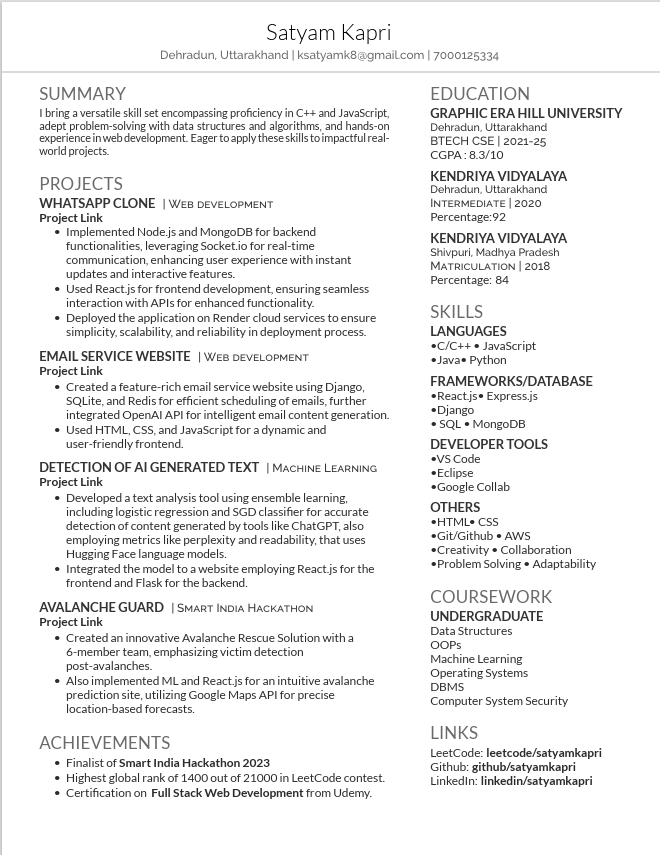 Satyam Kapri
Dehradun, Uttarakhand | ksatyamk8@gmail.com | 7000125334
SUMMARY
I bring a versatile skill set encompassing proficiency in C++ and JavaScript,
adept problem-solving with data structures and algorithms, and hands-on
experience in web development. Eager to apply these skills to impactful real-
world projects.
PROJECTS
WHATSAPP CLONE | Web development
Project Link
• Implemented Node.js and MongoDB for backend
functionalities, leveraging Socket.io for real-time
communication, enhancing user experience with instant
updates and interactive features.
• Used React.js for frontend development, ensuring seamless
interaction with APIs for enhanced functionality.
• Deployed the application on Render cloud services to ensure
simplicity, scalability, and reliability in deployment process.
EMAIL SERVICE WEBSITE | Web development
Project Link
• Created a feature-rich email service website using Django,
SQLite, and Redis for efficient scheduling of emails, further
integrated OpenAI API for intelligent email content generation.
• Used HTML, CSS, and JavaScript for a dynamic and
user-friendly frontend.
DETECTION OF AI GENERATED TEXT | Machine Learning
Project Link
• Developed a text analysis tool using ensemble learning,
including logistic regression and SGD classifier for accurate
detection of content generated by tools like ChatGPT, also
employing metrics like perplexity and readability, that uses
Hugging Face language models.
• Integrated the model to a website employing React.js for the
frontend and Flask for the backend.
AVALANCHE GUARD | Smart India Hackathon
Project Link
• Created an innovative Avalanche Rescue Solution with a
6-member team, emphasizing victim detection
post-avalanches.
• Also implemented ML and React.js for an intuitive avalanche
prediction site, utilizing Google Maps API for precise
location-based forecasts.
ACHIEVEMENTS
• Finalist of Smart India Hackathon 2023
• Highest global rank of 1400 out of 21000 in LeetCode contest.
• Certification on Full Stack Web Development from Udemy.
EDUCATION
GRAPHIC ERA HILL UNIVERSITY
Dehradun, Uttarakhand
BTECH CSE | 2021-25
CGPA : 8.3/10
KENDRIYA VIDYALAYA
Dehradun, Uttarakhand
Intermediate | 2020
Percentage:92
KENDRIYA VIDYALAYA
Shivpuri, Madhya Pradesh
Matriculation | 2018
Percentage: 84
SKILLS
LANGUAGES
•C/C++ • JavaScript
•Java• Python
FRAMEWORKS/DATABASE
•React.js• Express.js
•Django
• SQL • MongoDB
DEVELOPER TOOLS
•VS Code
•Eclipse
•Google Collab
OTHERS
•HTML• CSS
•Git/Github • AWS
•Creativity • Collaboration
•Problem Solving • Adaptability
COURSEWORK
UNDERGRADUATE
Data Structures
OOPs
Machine Learning
Operating Systems
DBMS
Computer System Security
LINKS
LeetCode: leetcode/satyamkapri
Github: github/satyamkapri
LinkedIn: linkedin/satyamkapri